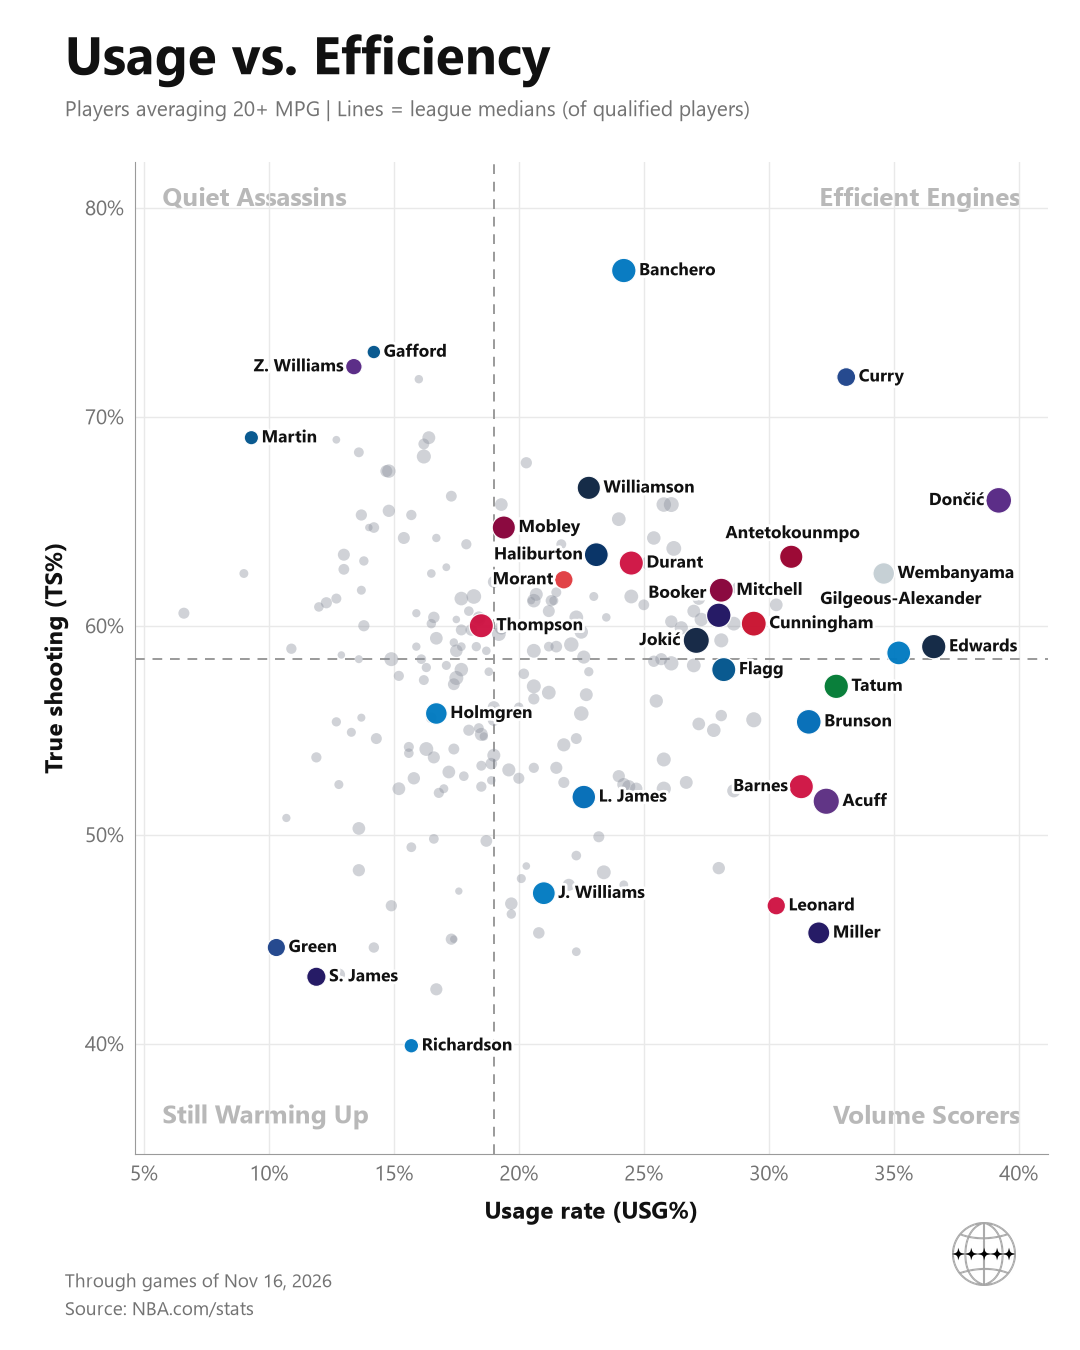 Usage vs. Efficiency
Players averaging 20+ MPG | Lines = league medians (of qualified players)
Quiet Assassins
Efficient Engines
80%
Banchero
Gafford
Z. Williams
Curry
70%
Martin
Williamson
Dončić
Mobley
Antetokounmpo
Haliburton
Durant
Morant
Wembanyama
Booker
Mitchell
Gilgeous-Alexander
60%
Thompson
Cunningham
Jokić
Edwards
Flagg
Tatum
Holmgren
Brunson
Barnes
L. James
Acuff
50%
J. Williams
Leonard
Miller
Green
S. James
40%
Richardson
Still Warming Up
Volume Scorers
True shooting (TS%)
5%
10%
15%
20%
25%
30%
35%
40%
Usage rate (USG%)
Through games of Nov 16, 2026
Source: NBA.com/stats